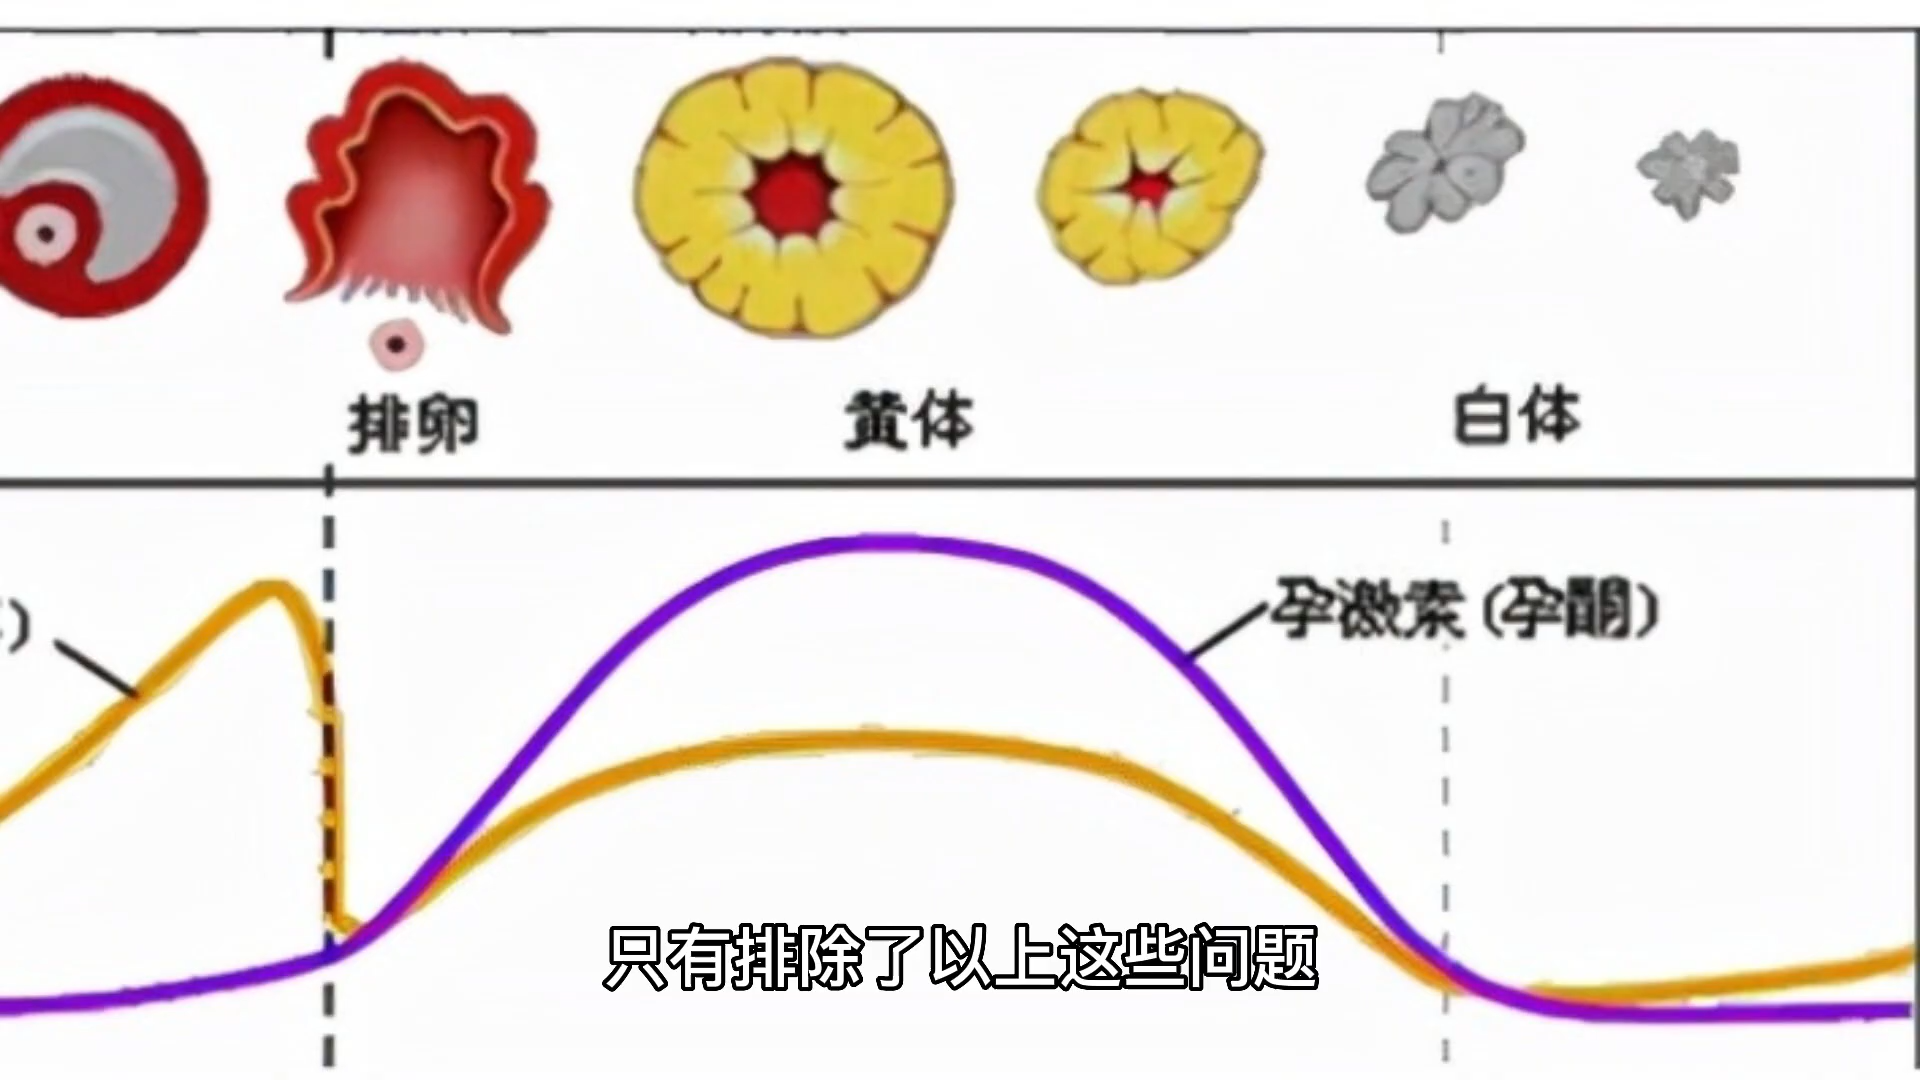 排卵
黄体
白体
)
孕激素(孕酮)
只有排除了以上这些问题